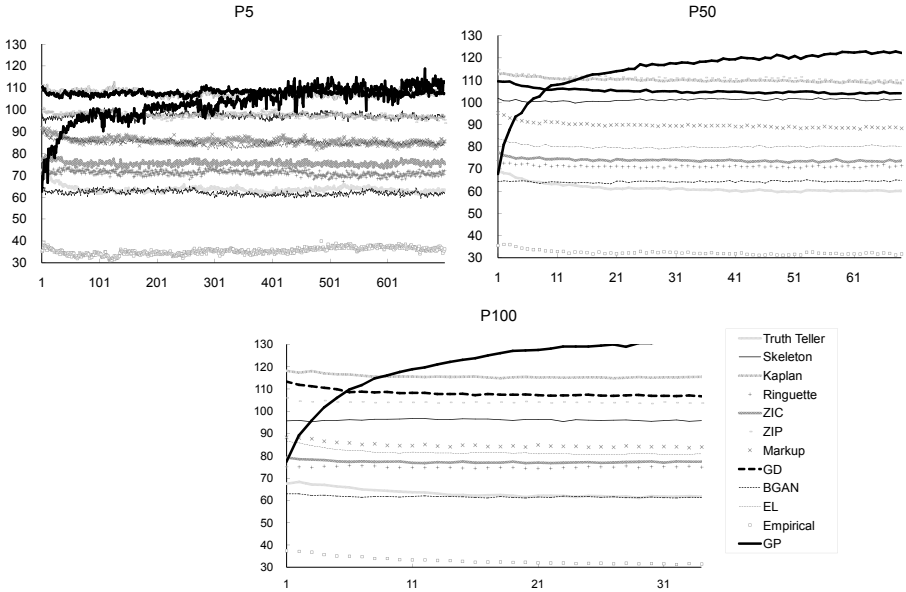 P5
130
120
110
100
90
80
70
60
50
40
30
1 101 201 301 401 501 601
P50
130
120
110
100
90
80
70
60
50
40
30
1 11 21 31 41 51 61
P100
130
120
110
100
90
80
70
60
50
40
30
1 11 21 31
Truth Teller
Skeleton
Kaplan
Ringuette
ZIC
ZIP
Markup
GD
BGAN
EL
Empirical
GP